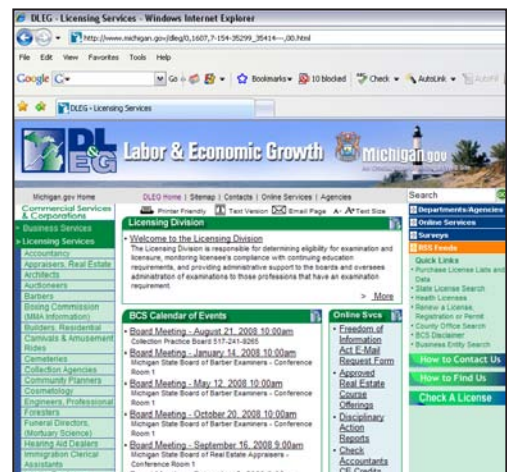 DLEG - Licensing Services - Windows Internet Explorer
http://www.michigan.gov/dleg/0,1607,7-154-35299_35414---,00.html
File Edit View Favorites Tools Help
Google G Go Bookmarks 10 blocked Check AutoLink AutoFill
DLEG - Licensing Services
DL&EG Labor & Economic Growth Michigan.gov
Michigan.gov Home
DLEG Home | Sitemap | Contacts | Online Services | Agencies
Printer Friendly Text Version Email Page A- A+ Text Size
Commercial Services & Corporations
> Business Services
> Licensing Services
Accountancy
Appraisers, Real Estate
Architects
Auctioneers
Barbers
Boxing Commission
(MMA Information)
Builders, Residential
Carnivals & Amusement
Rides
Cemeteries
Collection Agencies
Community Planners
Cosmetology
Engineers, Professional
Foresters
Funeral Directors,
(Mortuary Science)
Hearing Aid Dealers
Immigration Clerical
Assistants
Licensing Division
• Welcome to the Licensing Division
The Licensing Division is responsible for determining eligibility for examination and
licensure, monitoring licensee's compliance with continuing education
requirements, and providing administrative support to the boards and oversees
administration of examinations to those professions that have an examination
requirement.
> More
BCS Calendar of Events
• Board Meeting - August 21, 2008 10:00am
Collection Practice Board 517-241-9265
• Board Meeting - January 14, 2008 10:00am
Michigan State Board of Barber Examiners - Conference
Room 1
• Board Meeting - May 12, 2008 10:00am
Michigan State Board of Barber Examiners - Conference
Room 1
• Board Meeting - October 20, 2008 10:00am
Michigan State Board of Barber Examiners - Conference
Room 1
• Board Meeting - September 16, 2008 9:00am
Michigan State Board of Real Estate Appraisers -
Conference Room 1
Online Svcs
• Freedom of
Information
Act E-Mail
Request Form
• Approved
Real Estate
Course
Offerings
• Disciplinary
Action
Reports
• Check
Accountants
CE Credits
Search
Departments/Agencies
Online Services
Surveys
RSS Feeds
Quick Links
• Purchase License Lists and
Data
• State License Search
• Health Licenses
• Renew a License,
Registration or Permit
• County Office Search
• BCS Disclaimer
• Business Entity Search
How to Contact Us
How to Find Us
Check A License